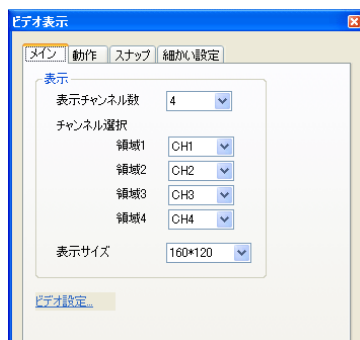 ビデオ表示
メイン 動作 スナップ 細かい設定
表示
表示チャンネル数 4
チャンネル選択
領域1 CH1
領域2 CH2
領域3 CH3
領域4 CH4
表示サイズ 160*120
ビデオ設定...